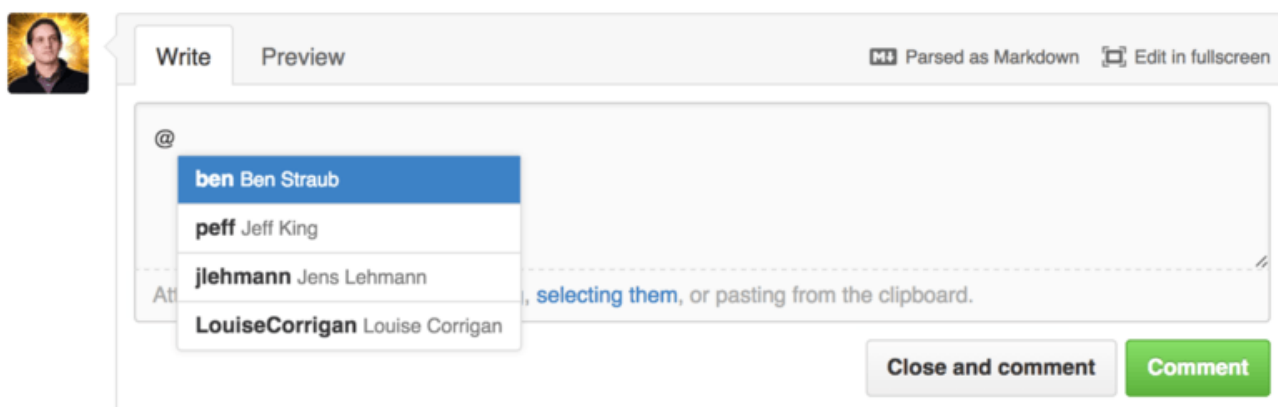 Write Preview Parsed as Markdown Edit in fullscreen
@
ben Ben Straub
peff Jeff King
jlehmann Jens Lehmann
selecting them, or pasting from the clipboard.
LouiseCorrigan Louise Corrigan
Close and comment Comment